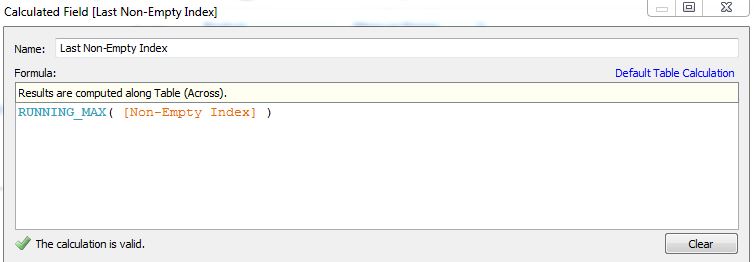 Calculated Field [Last Non-Empty Index]
Name: Last Non-Empty Index
Formula: Default Table Calculation
Results are computed along Table (Across).
RUNNING_MAX( [Non-Empty Index] )
The calculation is valid. Clear